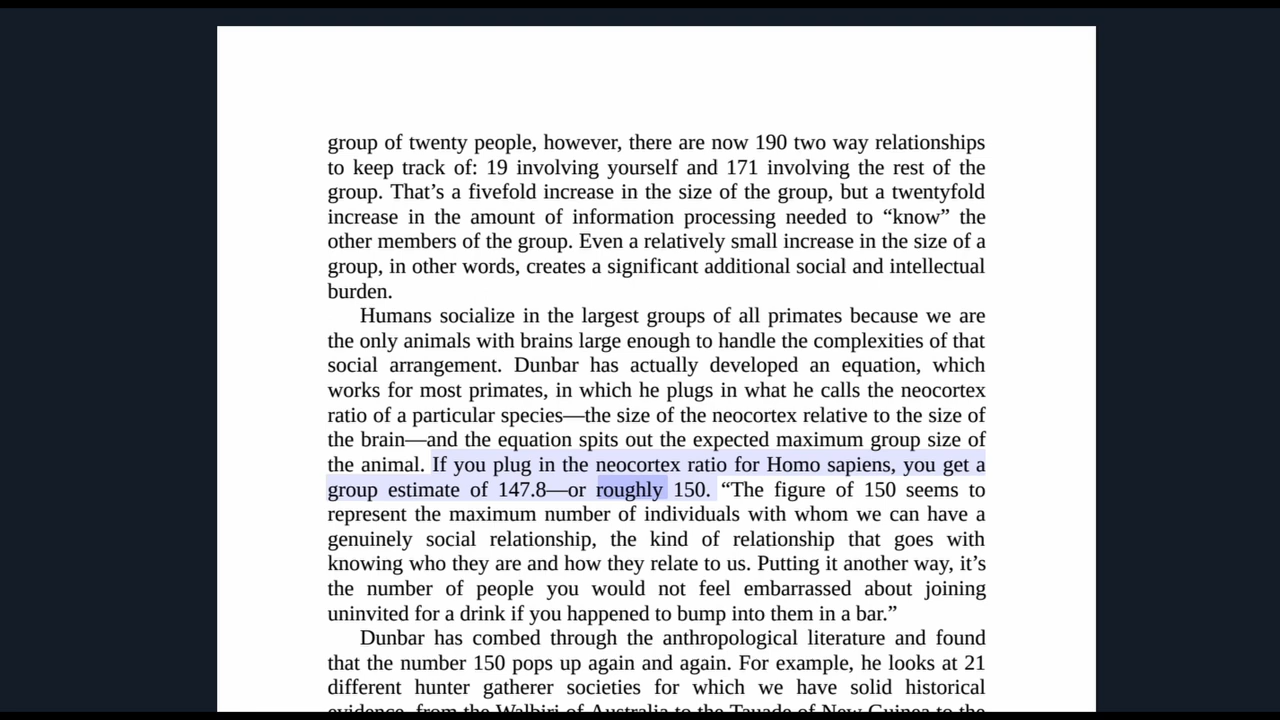 group of twenty people, however, there are now 190 two way relationships
to keep track of: 19 involving yourself and 171 involving the rest of the
group. That’s a fivefold increase in the size of the group, but a twentyfold
increase in the amount of information processing needed to “know” the
other members of the group. Even a relatively small increase in the size of a
group, in other words, creates a significant additional social and intellectual
burden.
Humans socialize in the largest groups of all primates because we are
the only animals with brains large enough to handle the complexities of that
social arrangement. Dunbar has actually developed an equation, which
works for most primates, in which he plugs in what he calls the neocortex
ratio of a particular species—the size of the neocortex relative to the size of
the brain—and the equation spits out the expected maximum group size of
the animal. If you plug in the neocortex ratio for Homo sapiens, you get a
group estimate of 147.8—or roughly 150. “The figure of 150 seems to
represent the maximum number of individuals with whom we can have a
genuinely social relationship, the kind of relationship that goes with
knowing who they are and how they relate to us. Putting it another way, it’s
the number of people you would not feel embarrassed about joining
uninvited for a drink if you happened to bump into them in a bar.”
Dunbar has combed through the anthropological literature and found
that the number 150 pops up again and again. For example, he looks at 21
different hunter gatherer societies for which we have solid historical
evidence, from the Walbiri of Australia to the Tauade of New Guinea to the